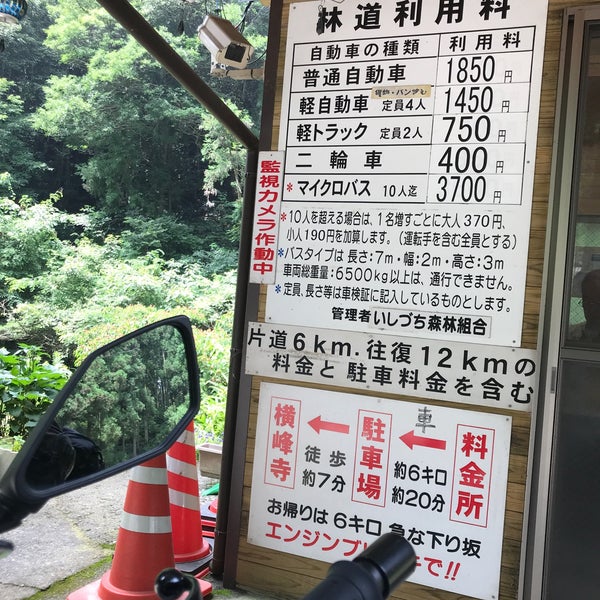 林道利用料
自動車の種類 利用料
普通自動車 1850円
軽自動車 定員4人 1450円
軽トラック 定員2人 750円
二輪車 400円
*マイクロバス 10人迄 3700円
*10人を超える場合は、1名増すごとに大人370円、
小人190円を加算します。(運転手を含む全員とする)
*バスタイプは長さ:7m・幅:2m・高さ:3m
車両総重量:6500kg以上は、通行できません。
*定員、長さ等は車検証に記入しているものとします。
管理者いしづち森林組合
監視カメラ作動中
片道6km.往復12kmの
料金と駐車料金を含む
料金所
車
約6キロ
約20分
駐車場
徒歩
約7分
横峰寺
お帰りは6キロ急な下り坂
エンジンブ
で!!